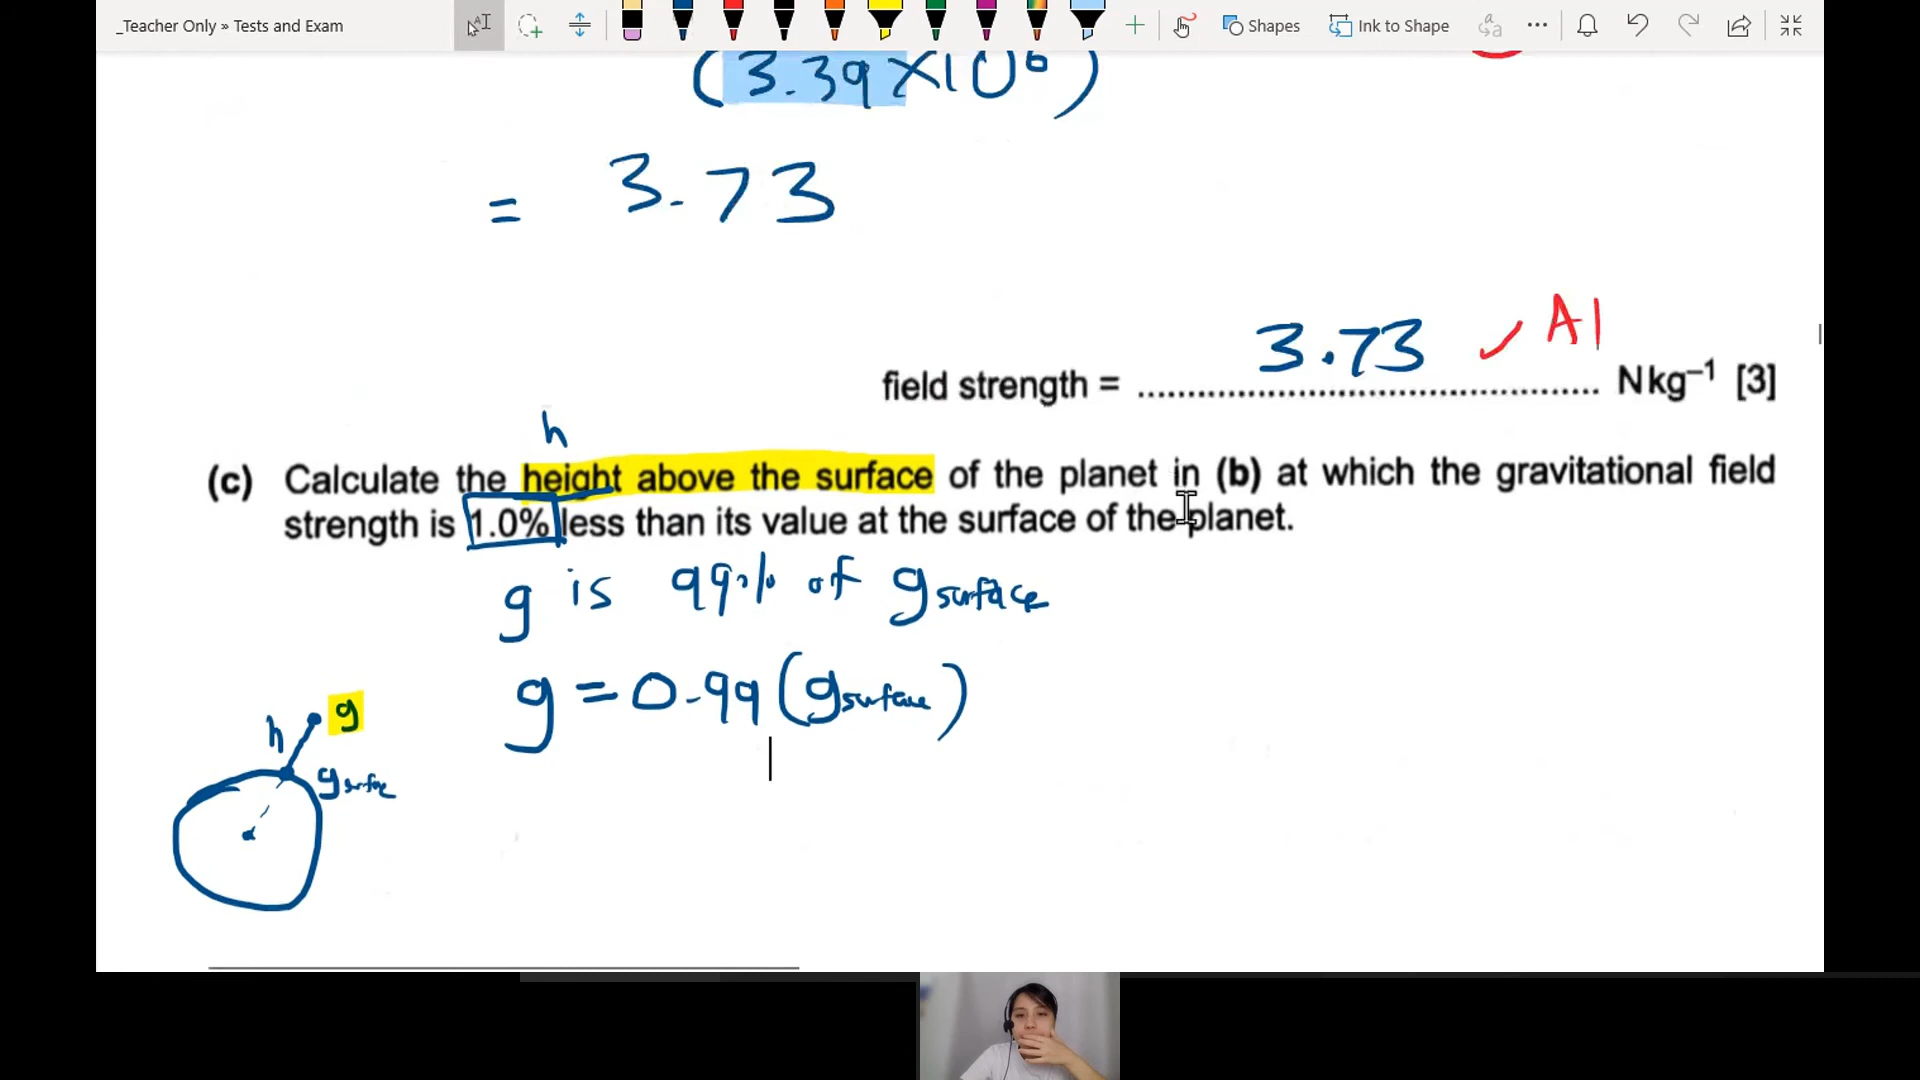 _Teacher Only » Tests and Exam
Shapes
Ink to Shape
(3.39×10⁶)
= 3.73
3.73 ✓ A1
field strength = ........................................ N kg⁻¹ [3]
h
(c) Calculate the height above the surface of the planet in (b) at which the gravitational field
strength is 1.0% less than its value at the surface of the planet.
g is 99% of g surface
g = 0.99 (g surface)
h g
g surface